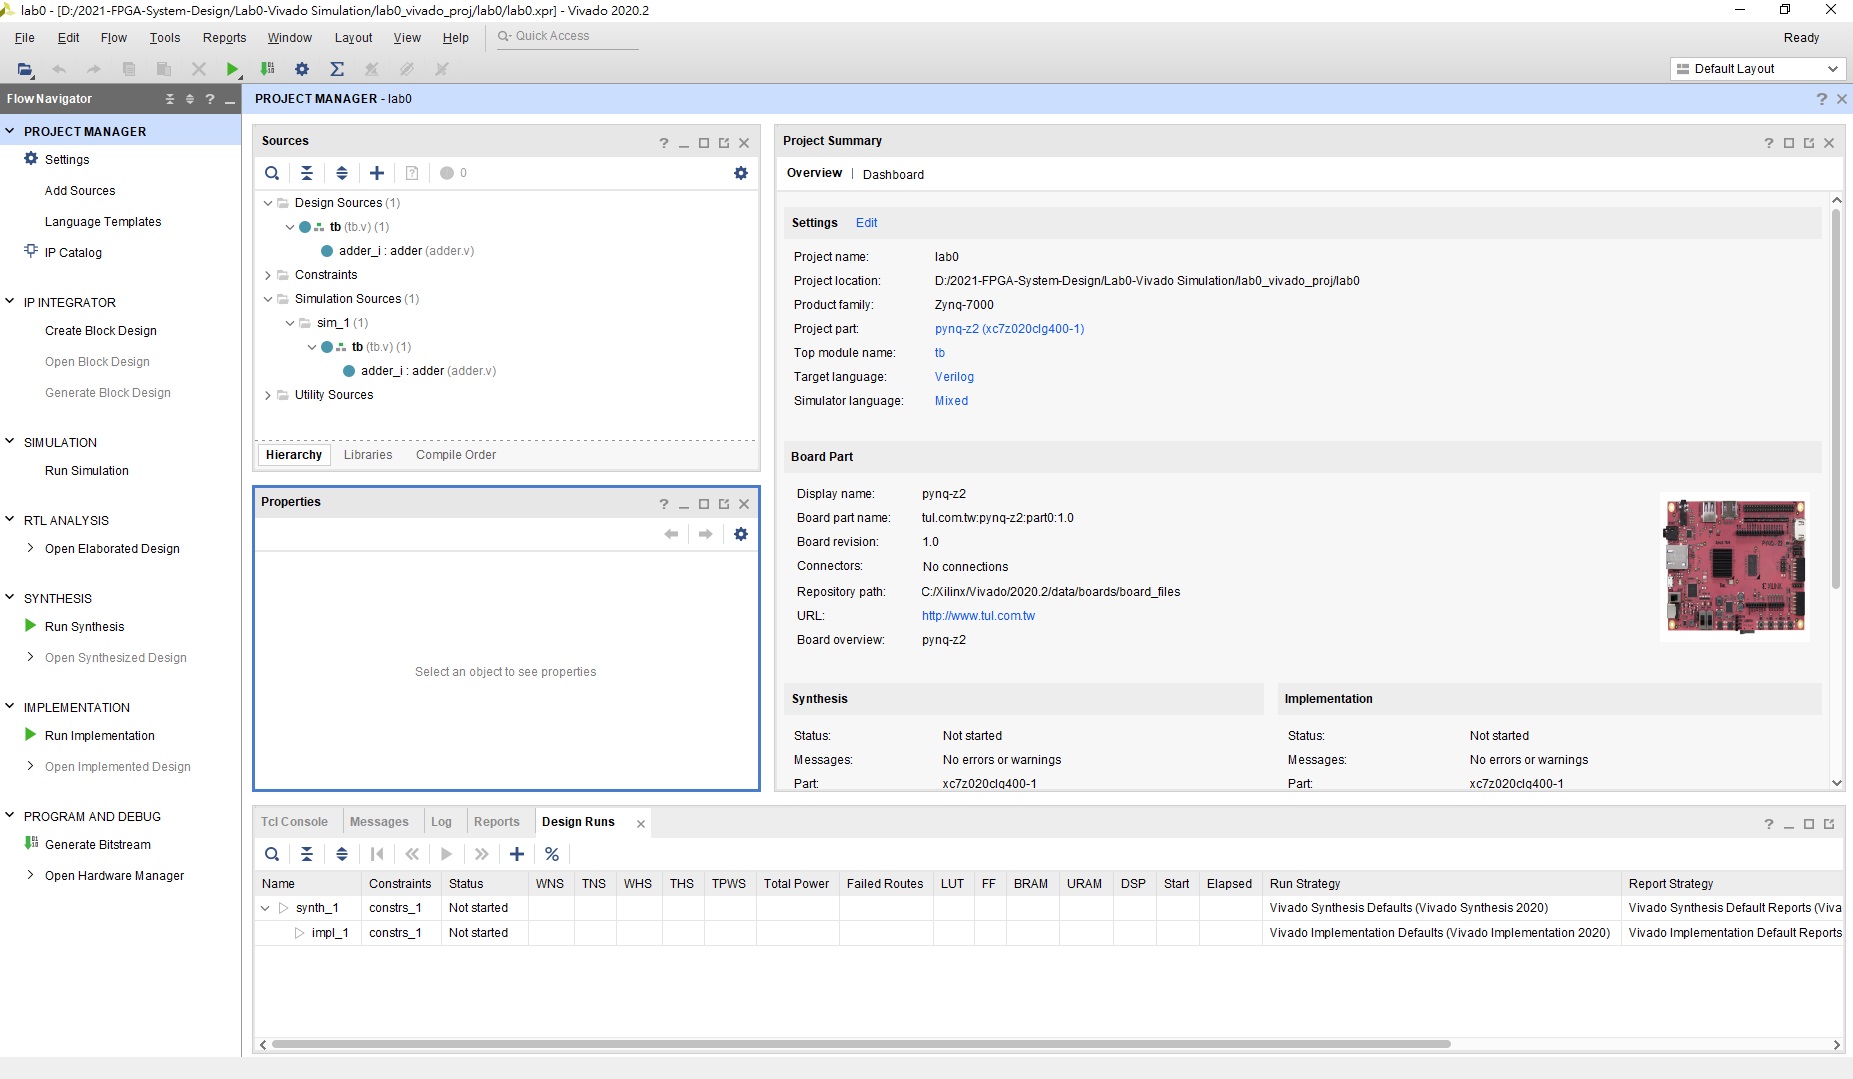 lab0 - [D:/2021-FPGA-System-Design/Lab0-Vivado Simulation/lab0_vivado_proj/lab0/lab0.xpr] - Vivado 2020.2
File Edit Flow Tools Reports Window Layout View Help Quick Access
Ready
Default Layout
Flow Navigator
PROJECT MANAGER
Settings
Add Sources
Language Templates
IP Catalog
IP INTEGRATOR
Create Block Design
Open Block Design
Generate Block Design
SIMULATION
Run Simulation
RTL ANALYSIS
Open Elaborated Design
SYNTHESIS
Run Synthesis
Open Synthesized Design
IMPLEMENTATION
Run Implementation
Open Implemented Design
PROGRAM AND DEBUG
Generate Bitstream
Open Hardware Manager
PROJECT MANAGER - lab0
Sources
0
Design Sources (1)
tb (tb.v) (1)
adder_i : adder (adder.v)
Constraints
Simulation Sources (1)
sim_1 (1)
tb (tb.v) (1)
adder_i : adder (adder.v)
Utility Sources
Hierarchy Libraries Compile Order
Properties
Select an object to see properties
Project Summary
Overview | Dashboard
Settings Edit
Project name: lab0
Project location: D:/2021-FPGA-System-Design/Lab0-Vivado Simulation/lab0_vivado_proj/lab0
Product family: Zynq-7000
Project part: pynq-z2 (xc7z020clg400-1)
Top module name: tb
Target language: Verilog
Simulator language: Mixed
Board Part
Display name: pynq-z2
Board part name: tul.com.tw:pynq-z2:part0:1.0
Board revision: 1.0
Connectors: No connections
Repository path: C:/Xilinx/Vivado/2020.2/data/boards/board_files
URL: http://www.tul.com.tw
Board overview: pynq-z2
Synthesis
Status: Not started
Messages: No errors or warnings
Part: xc7z020clg400-1
Implementation
Status: Not started
Messages: No errors or warnings
Part: xc7z020clg400-1
Tcl Console Messages Log Reports Design Runs
Name Constraints Status WNS TNS WHS THS TPWS Total Power Failed Routes LUT FF BRAM URAM DSP Start Elapsed Run Strategy Report Strategy
synth_1 constrs_1 Not started Vivado Synthesis Defaults (Vivado Synthesis 2020) Vivado Synthesis Default Reports (Viva
impl_1 constrs_1 Not started Vivado Implementation Defaults (Vivado Implementation 2020) Vivado Implementation Default Reports